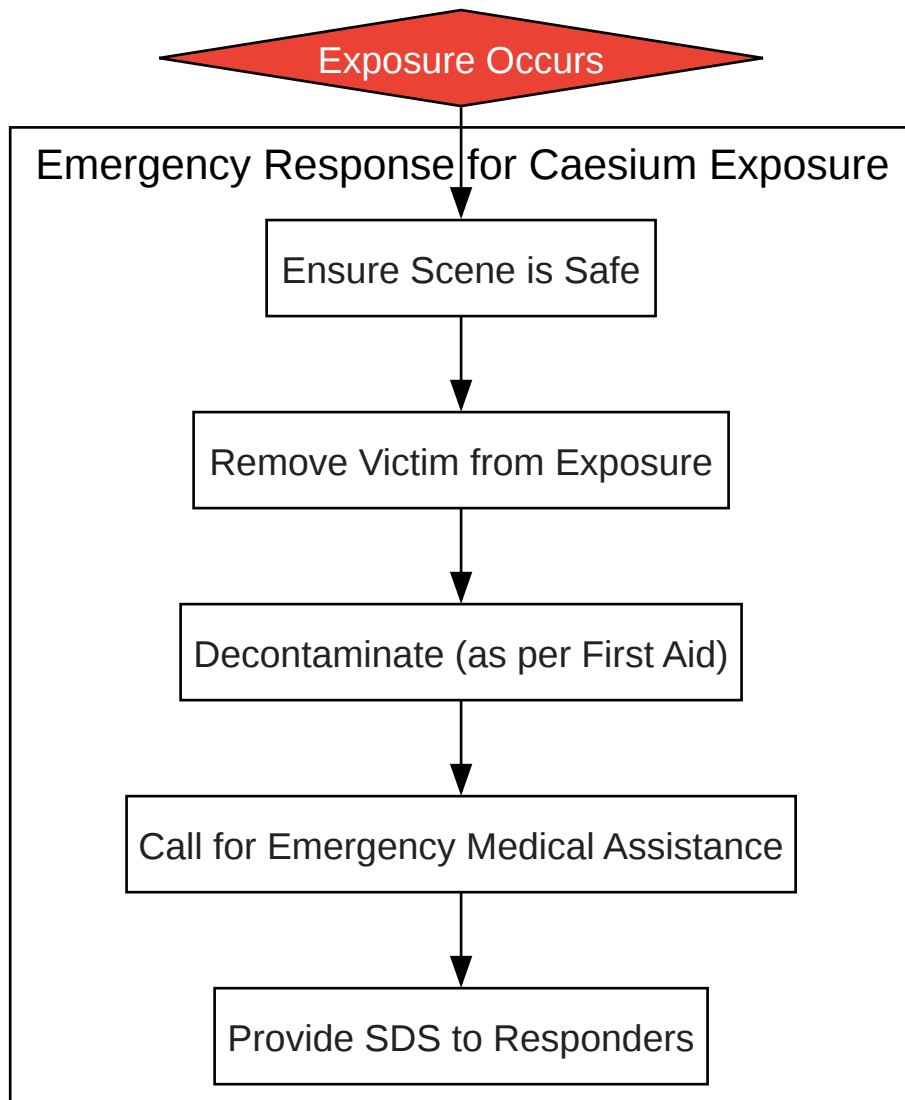 Exposure Occurs
Emergency Response for Caesium Exposure
Ensure Scene is Safe
Remove Victim from Exposure
Decontaminate (as per First Aid)
Call for Emergency Medical Assistance
Provide SDS to Responders